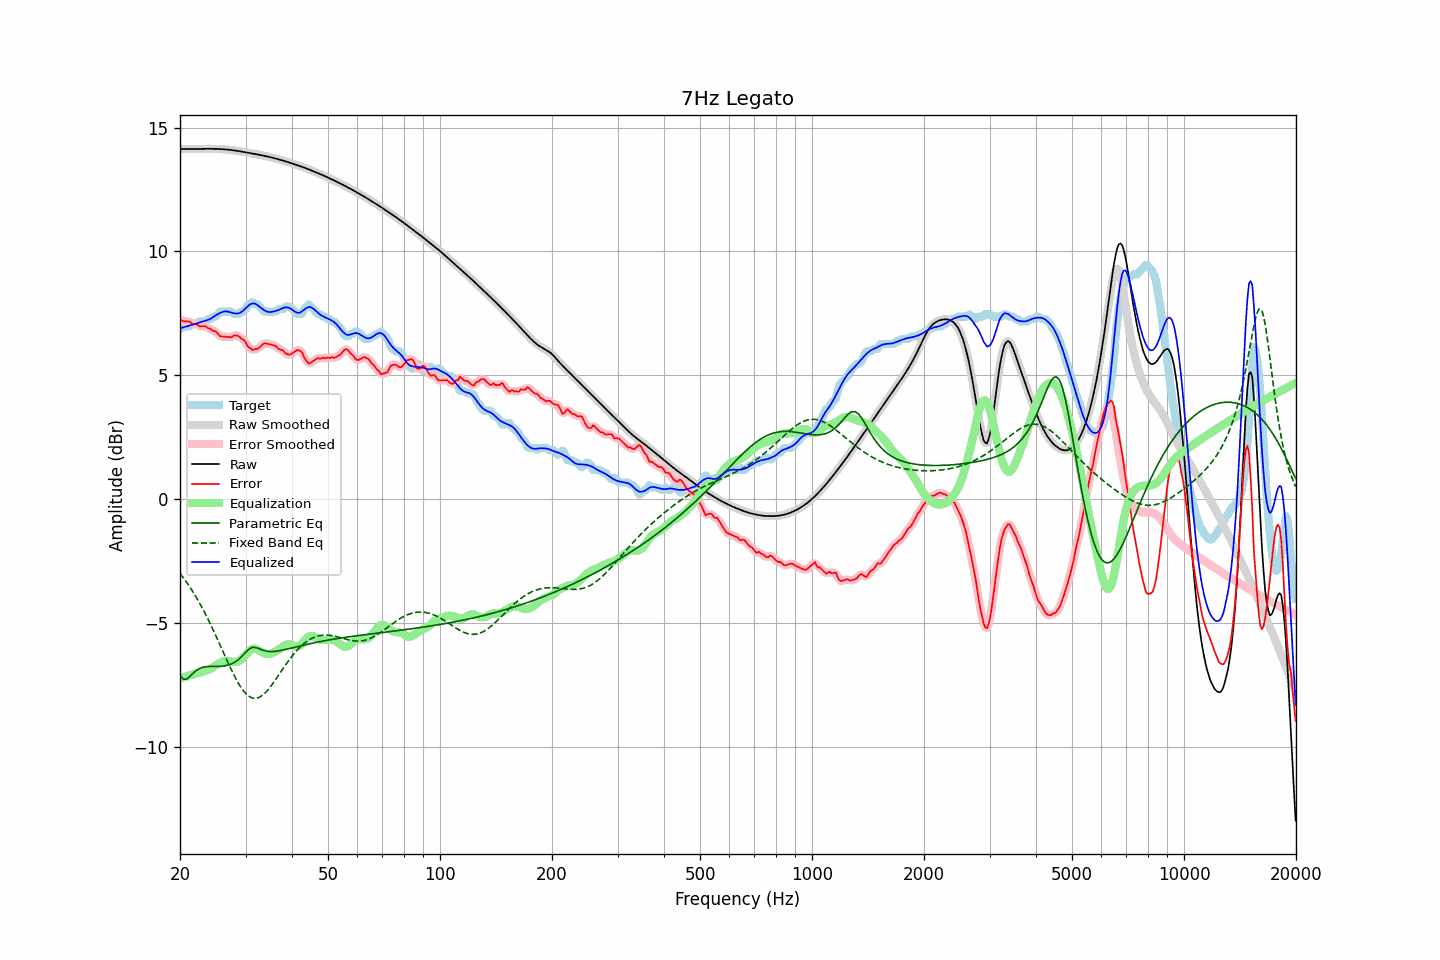 7Hz Legato
15
10
5
0
−5
−10
Amplitude (dBr)
Target
Raw Smoothed
Error Smoothed
Raw
Error
Equalization
Parametric Eq
Fixed Band Eq
Equalized
20 50 100 200 500 1000 2000 5000 10000 20000
Frequency (Hz)